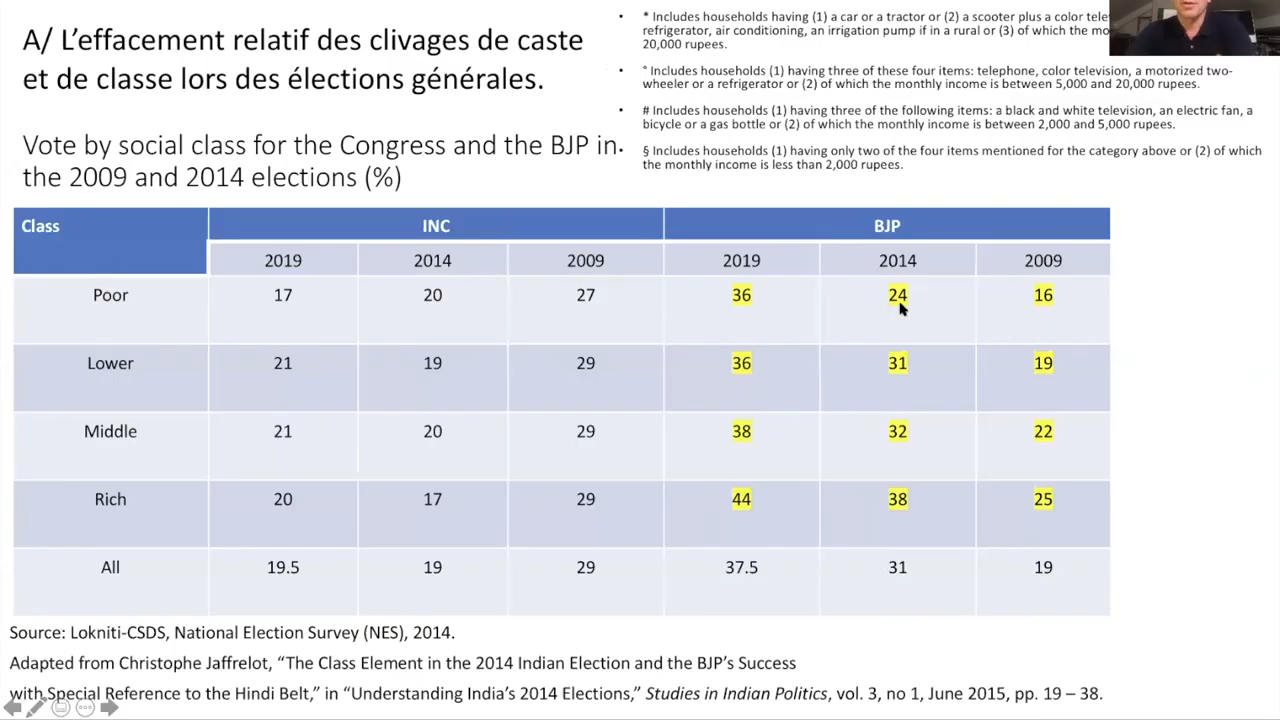 A/ L’effacement relatif des clivages de caste
et de classe lors des élections générales.
Vote by social class for the Congress and the BJP in
the 2009 and 2014 elections (%)
• * Includes households having (1) a car or a tractor or (2) a scooter plus a color
refrigerator, air conditioning, an irrigation pump if in a rural or (3) of which the
20,000 rupees.
• ° Includes households (1) having three of these four items: telephone, color television, a motorized two-
wheeler or a refrigerator or (2) of which the monthly income is between 5,000 and 20,000 rupees.
• # Includes households (1) having three of the following items: a black and white television, an electric fan, a
bicycle or a gas bottle or (2) of which the monthly income is between 2,000 and 5,000 rupees.
• § Includes households (1) having only two of the four items mentioned for the category above or (2) of which
the monthly income is less than 2,000 rupees.
Class INC BJP
2019 2014 2009 2019 2014 2009
Poor 17 20 27 36 24 16
Lower 21 19 29 36 31 19
Middle 21 20 29 38 32 22
Rich 20 17 29 44 38 25
All 19.5 19 29 37.5 31 19
Source: Lokniti-CSDS, National Election Survey (NES), 2014.
Adapted from Christophe Jaffrelot, “The Class Element in the 2014 Indian Election and the BJP’s Success
with Special Reference to the Hindi Belt,” in “Understanding India’s 2014 Elections,” Studies in Indian Politics, vol. 3, no 1, June 2015, pp. 19 – 38.